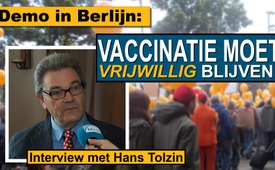 Demo in Berlijn:
VACCINATIE MOET
VRIJWILLIG BLIJVEN
Interview met Hans Tolzin